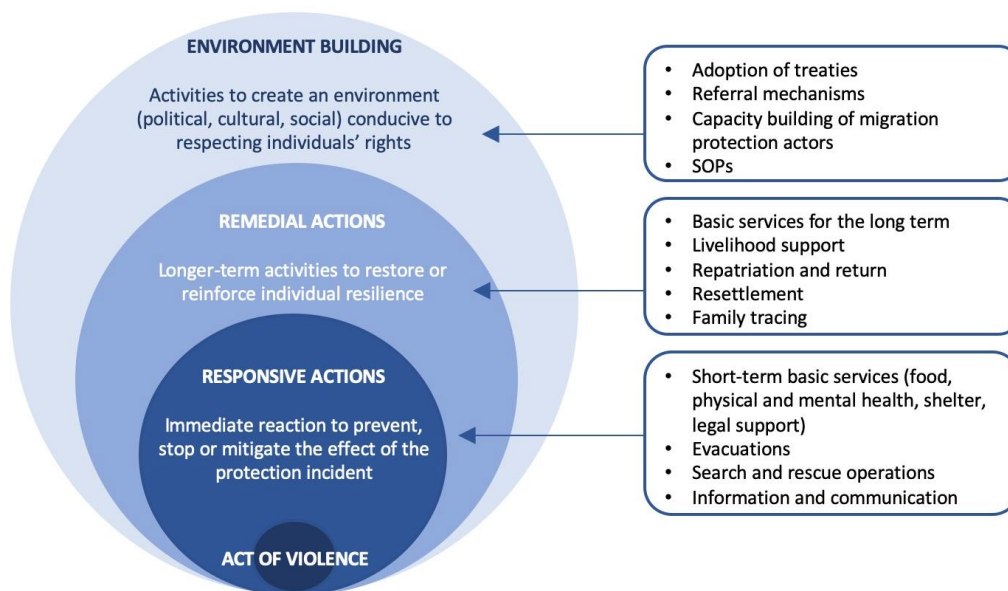 ENVIRONMENT BUILDING
Activities to create an environment
(political, cultural, social) conducive to
respecting individuals’ rights
• Adoption of treaties
• Referral mechanisms
• Capacity building of migration
protection actors
• SOPs
REMEDIAL ACTIONS
Longer-term activities to restore or
reinforce individual resilience
• Basic services for the long term
• Livelihood support
• Repatriation and return
• Resettlement
• Family tracing
RESPONSIVE ACTIONS
Immediate reaction to prevent,
stop or mitigate the effect of the
protection incident
• Short-term basic services (food,
physical and mental health, shelter,
legal support)
• Evacuations
• Search and rescue operations
• Information and communication
ACT OF VIOLENCE